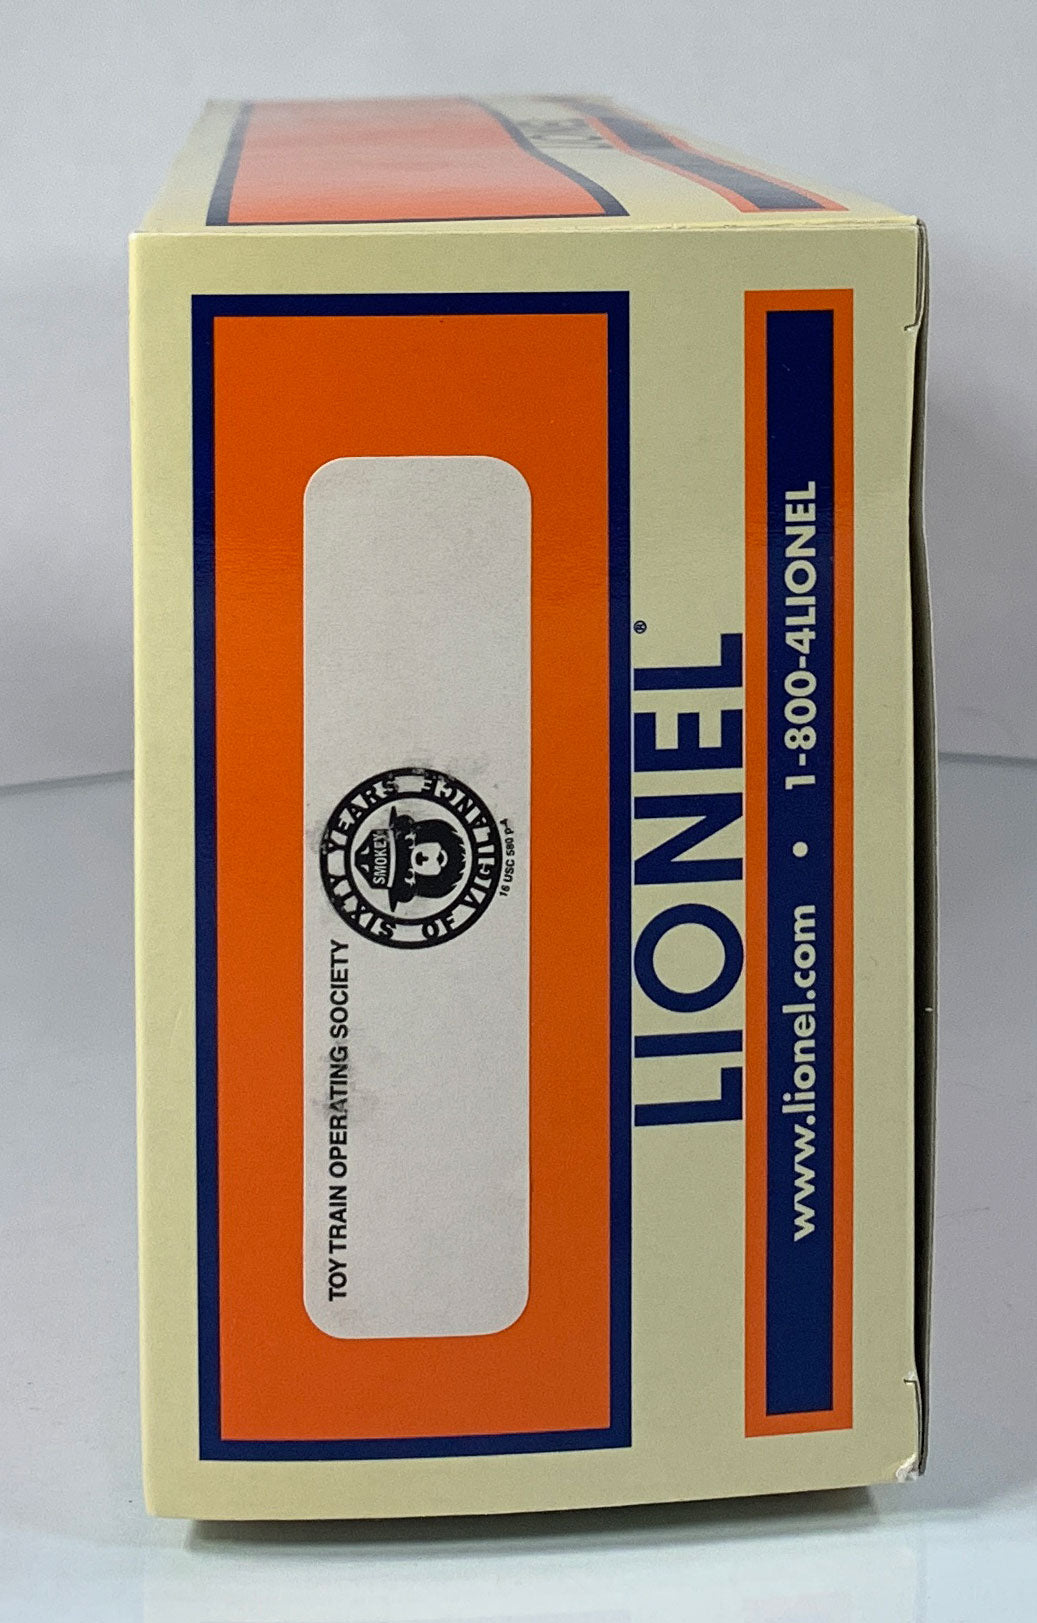 TOY TRAIN OPERATING SOCIETY
SIXTY YEARS
OF VIGILANCE
SMOKEY
16 USC 580 p-4
LIONEL®
www.lionel.com • 1-800-4LIONEL